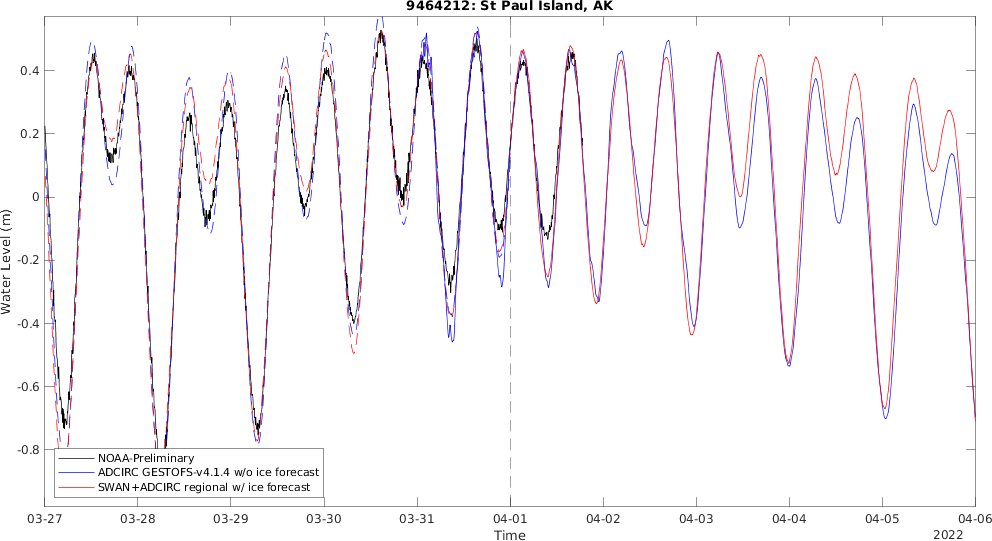 9464212: St Paul Island, AK
Water Level (m)
0.4
0.2
0
-0.2
-0.4
-0.6
-0.8
NOAA-Preliminary
ADCIRC GESTOFS-v4.1.4 w/o ice forecast
SWAN+ADCIRC regional w/ ice forecast
03-27 03-28 03-29 03-30 03-31 04-01 04-02 04-03 04-04 04-05 04-06
Time
2022